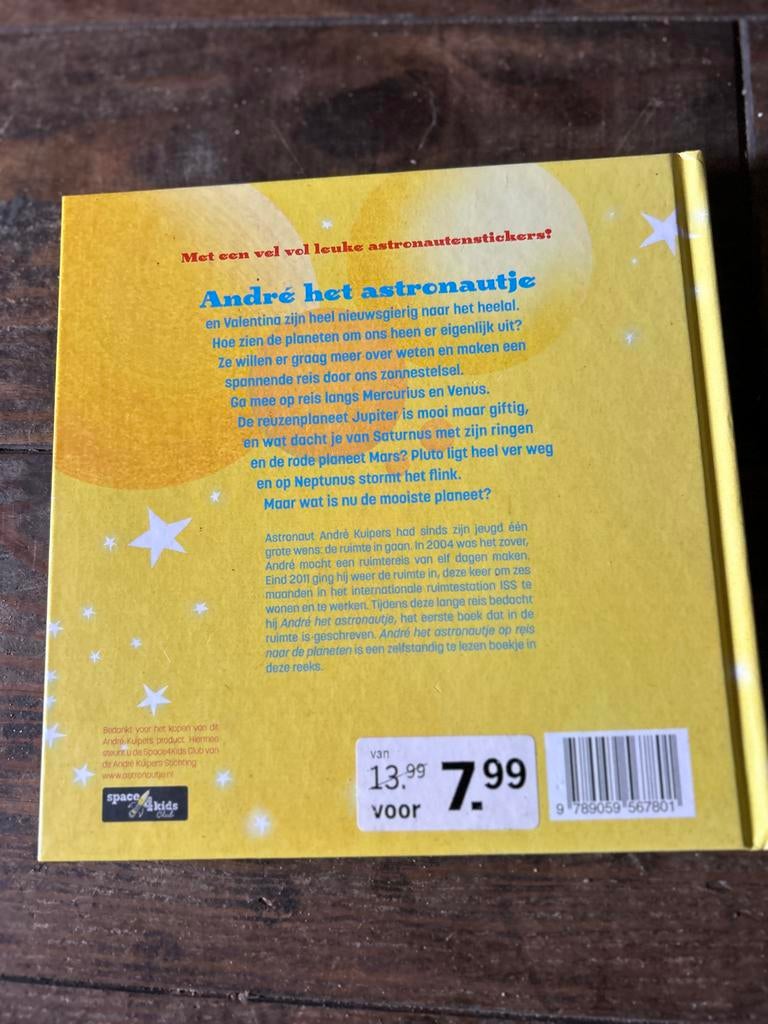 Met een vel vol leuke astronautenstickers!
André het astronautje
en Valentina zijn heel nieuwsgierig naar het heelal.
Hoe zien de planeten om ons heen er eigenlijk uit?
Ze willen er graag meer over weten en maken een
spannende reis door ons zonnestelsel.
Ga mee op reis langs Mercurius en Venus.
De reuzenplaneet Jupiter is mooi maar giftig,
en wat dacht je van Saturnus met zijn ringen
en de rode planeet Mars? Pluto ligt heel ver weg
en op Neptunus stormt het flink.
Maar wat is nu de mooiste planeet?
Astronaut André Kuipers had sinds zijn jeugd één
grote wens: de ruimte in gaan. In 2004 was het zover,
André mocht een ruimtereis van elf dagen maken.
Eind 2011 ging hij weer de ruimte in, deze keer om zes
maanden in het internationale ruimtestation ISS te
wonen en te werken. Tijdens deze lange reis bedacht
hij André het astronautje, het eerste boek dat in de
ruimte is geschreven. André het astronautje op reis
naar de planeten is een zelfstandig te lezen boekje in
deze reeks.
Bedankt voor het kopen van dit
André Kuipers product. Hiermee
steunt u de Space4Kids Club van
de André Kuipers Stichting
www.astronautje.nl
space4kids
Club
van
13.99
voor
7.99
9 789059 567801